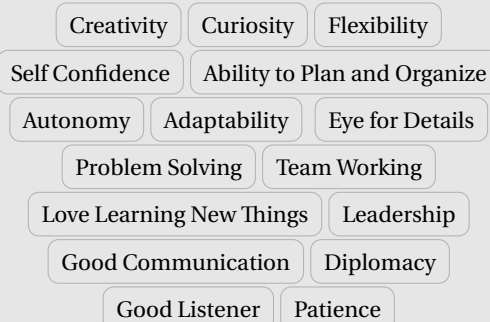 Creativity Curiosity Flexibility
Self Confidence Ability to Plan and Organize
Autonomy Adaptability Eye for Details
Problem Solving Team Working
Love Learning New Things Leadership
Good Communication Diplomacy
Good Listener Patience